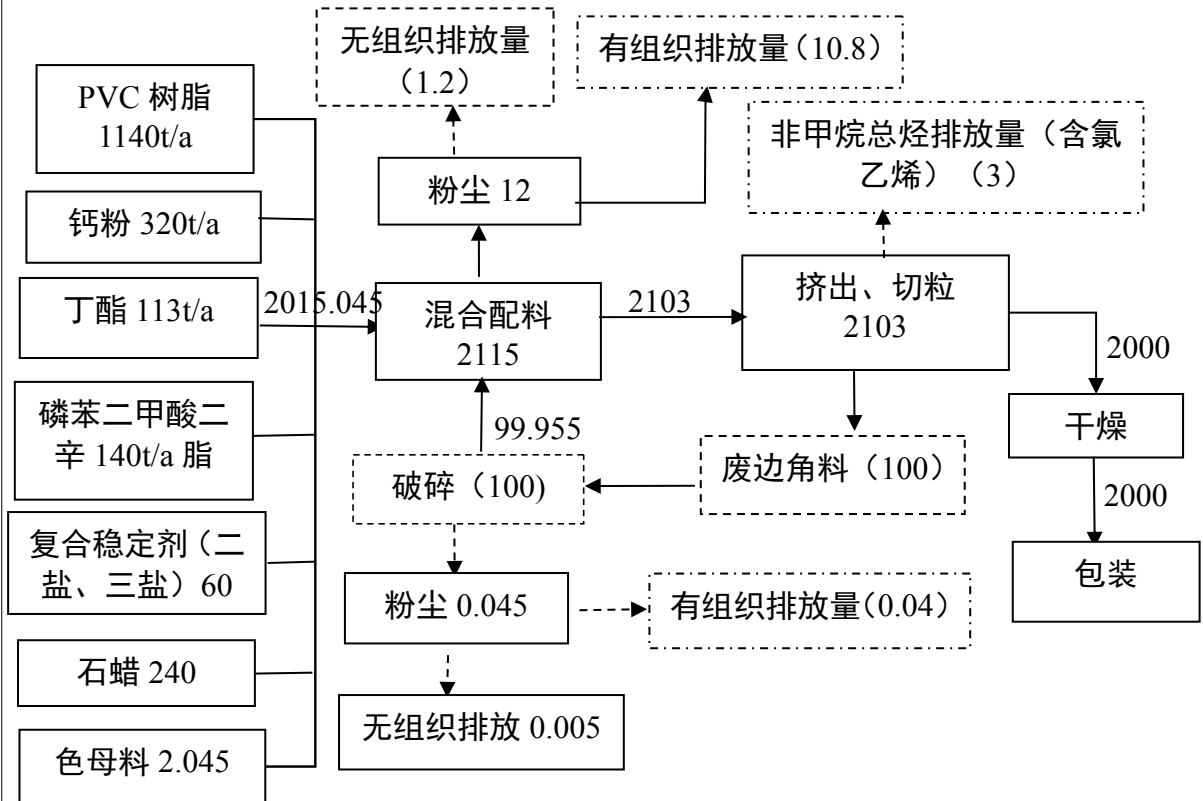 无组织排放量
（1.2）
有组织排放量（10.8）
PVC 树脂
1140t/a
非甲烷总烃排放量（含氯
乙烯）（3）
粉尘 12
钙粉 320t/a
丁酯 113t/a
2015.045
混合配料
2115
2103
挤出、切粒
2103
2000
磷苯二甲酸二
辛 140t/a 脂
99.955
干燥
破碎（100）
废边角料（100）
2000
复合稳定剂（二
盐、三盐）60
包装
粉尘 0.045
有组织排放量（0.04）
石蜡 240
无组织排放 0.005
色母料 2.045